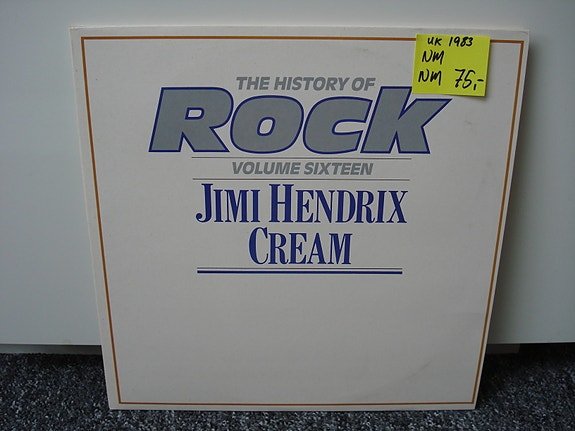 UK 1983
NM
NM 75,-
THE HISTORY OF
ROCK
VOLUME SIXTEEN
JIMI HENDRIX
CREAM